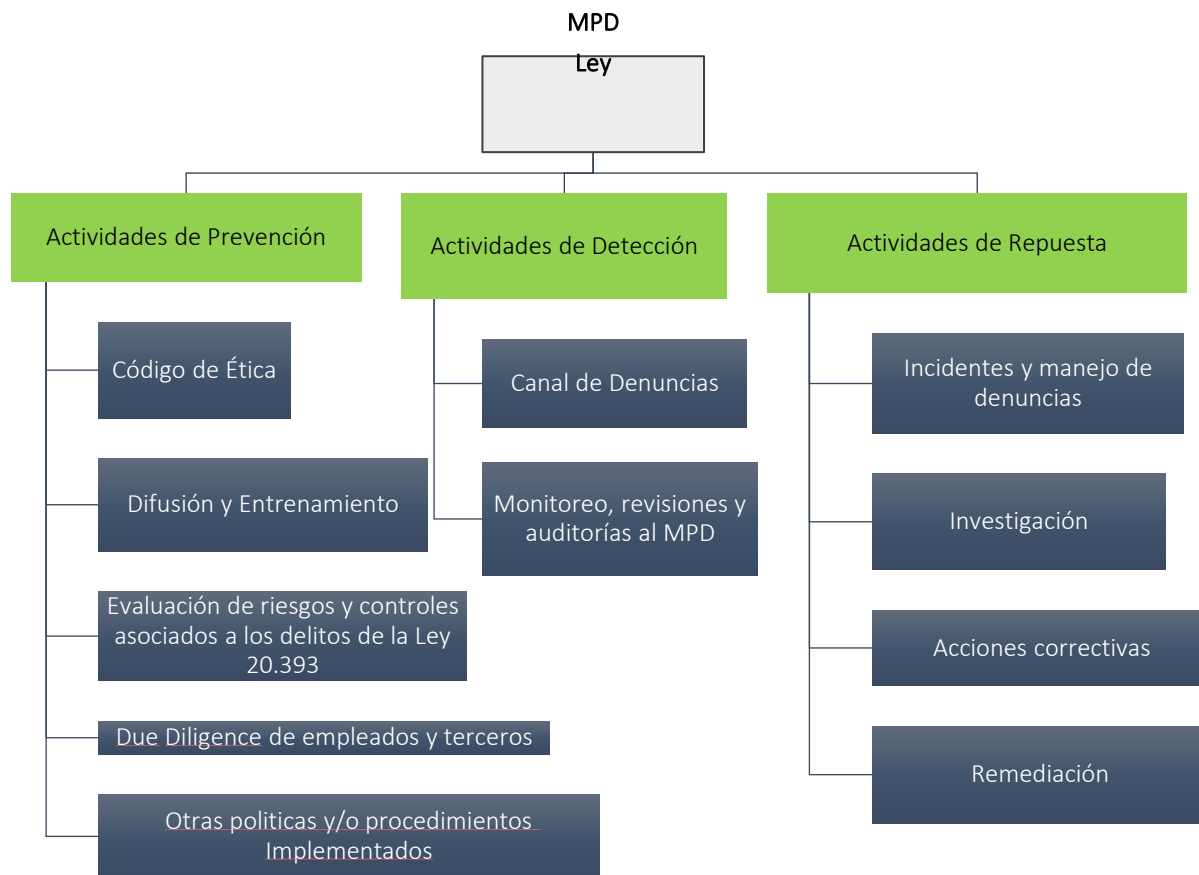 MPD
Ley
Actividades de Prevención
Código de Ética
Difusión y Entrenamiento
Evaluación de riesgos y controles
asociados a los delitos de la Ley
20.393
Due Diligence de empleados y terceros
Otras politicas y/o procedimientos
Implementados
Actividades de Detección
Canal de Denuncias
Monitoreo, revisiones y
auditorías al MPD
Actividades de Repuesta
Incidentes y manejo de
denuncias
Investigación
Acciones correctivas
Remediación